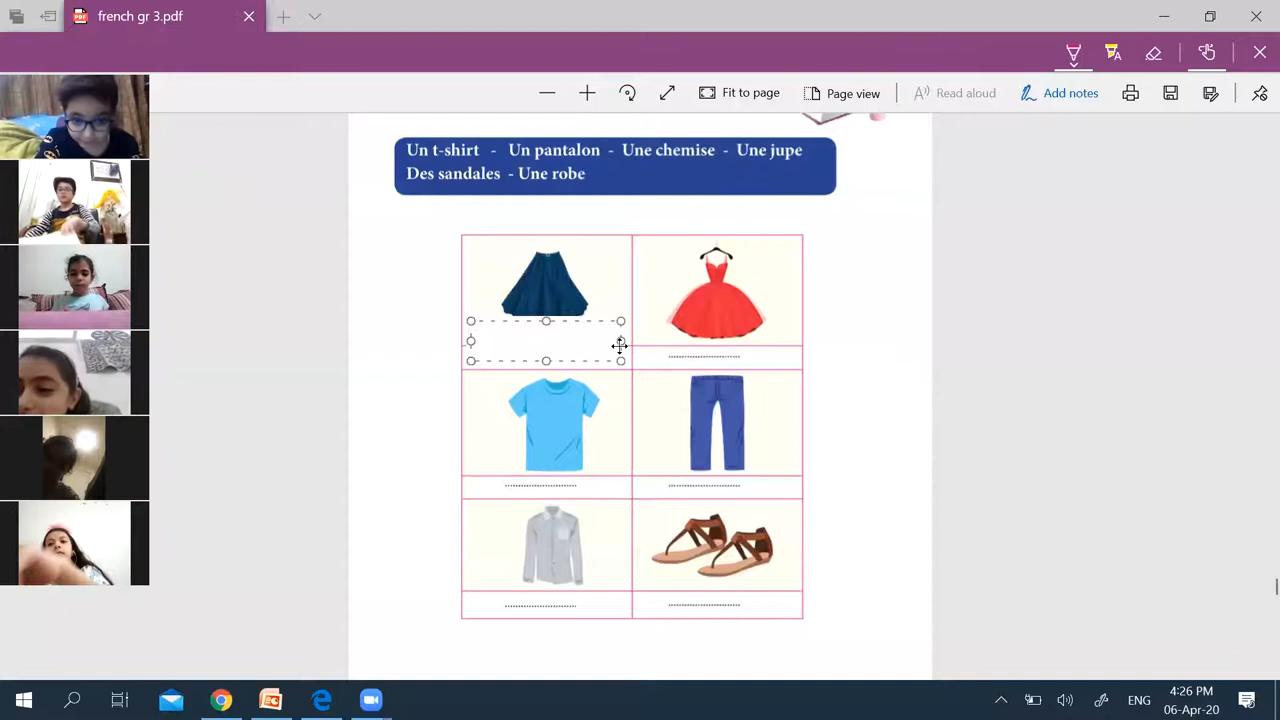 french gr 3.pdf
Fit to page
Page view
Read aloud
Add notes
Un t-shirt - Un pantalon - Une chemise - Une jupe
Des sandales - Une robe
ENG
4:26 PM
06-Apr-20